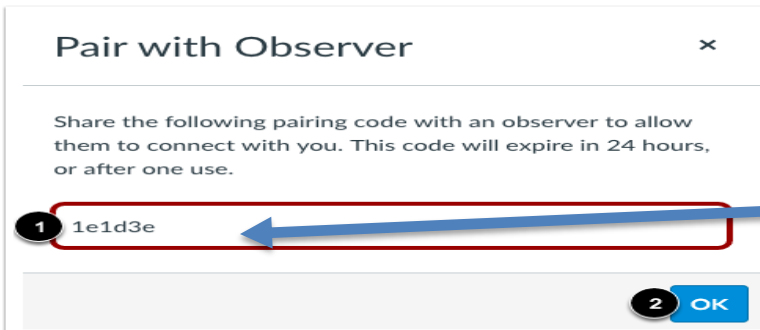 Pair with Observer ×
Share the following pairing code with an observer to allow
them to connect with you. This code will expire in 24 hours,
or after one use.
1 1e1d3e
2 OK